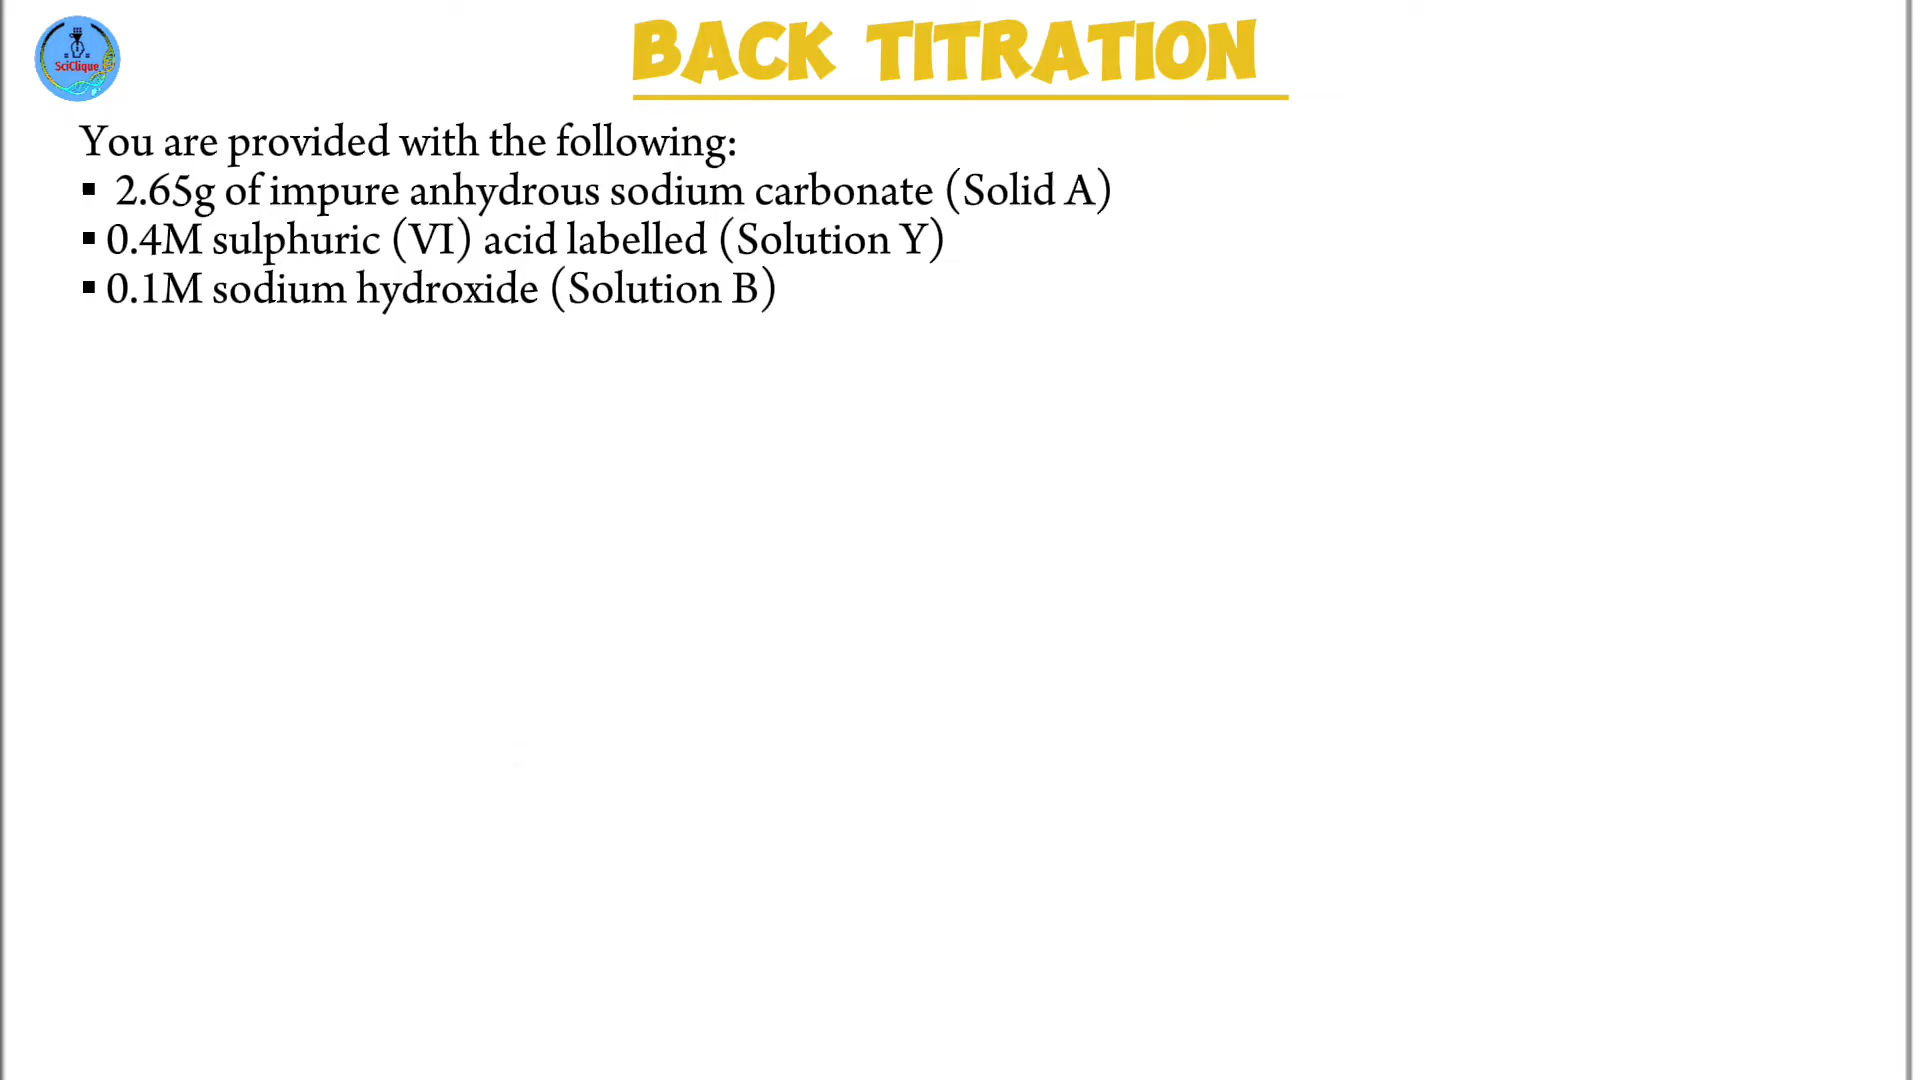 SciClique
BACK TITRATION
You are provided with the following:
▪ 2.65g of impure anhydrous sodium carbonate (Solid A)
▪ 0.4M sulphuric (VI) acid labelled (Solution Y)
▪ 0.1M sodium hydroxide (Solution B)